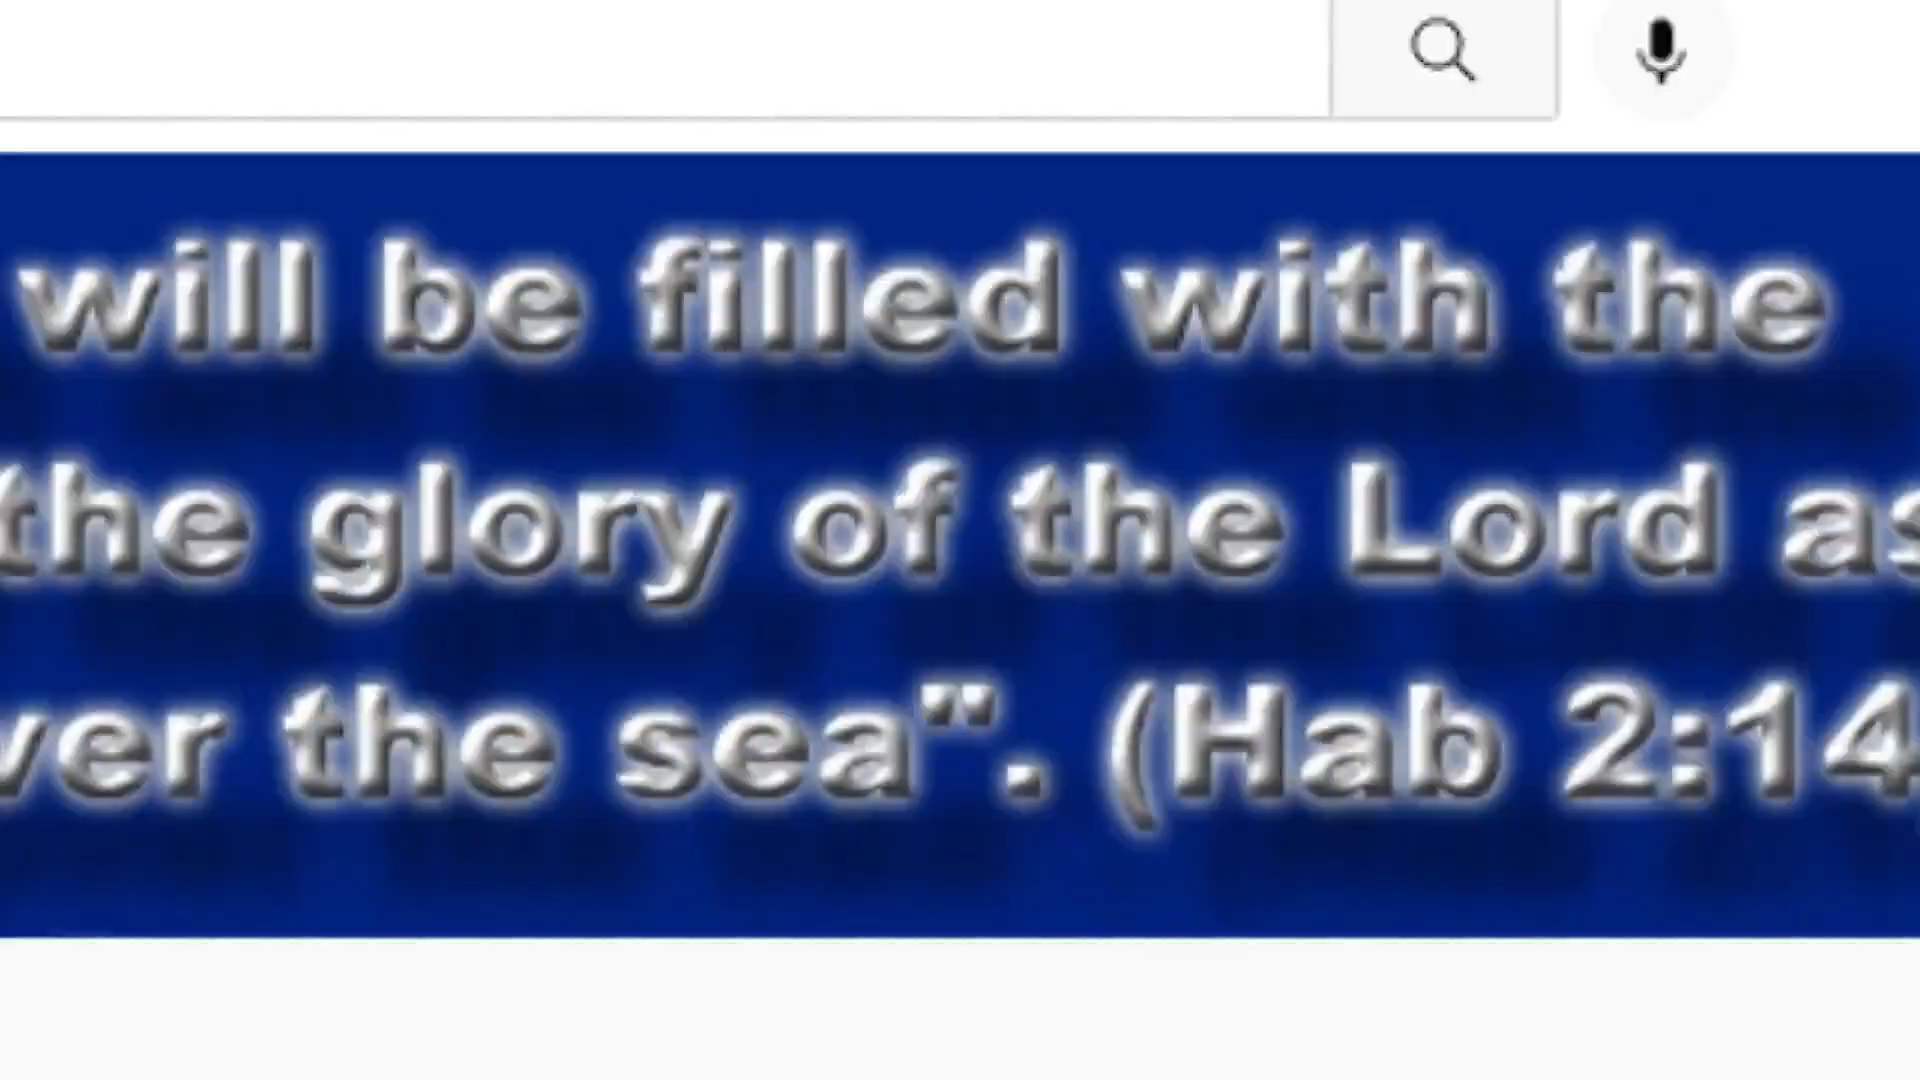 will be filled with the
the glory of the Lord as
ver the sea". (Hab 2:14